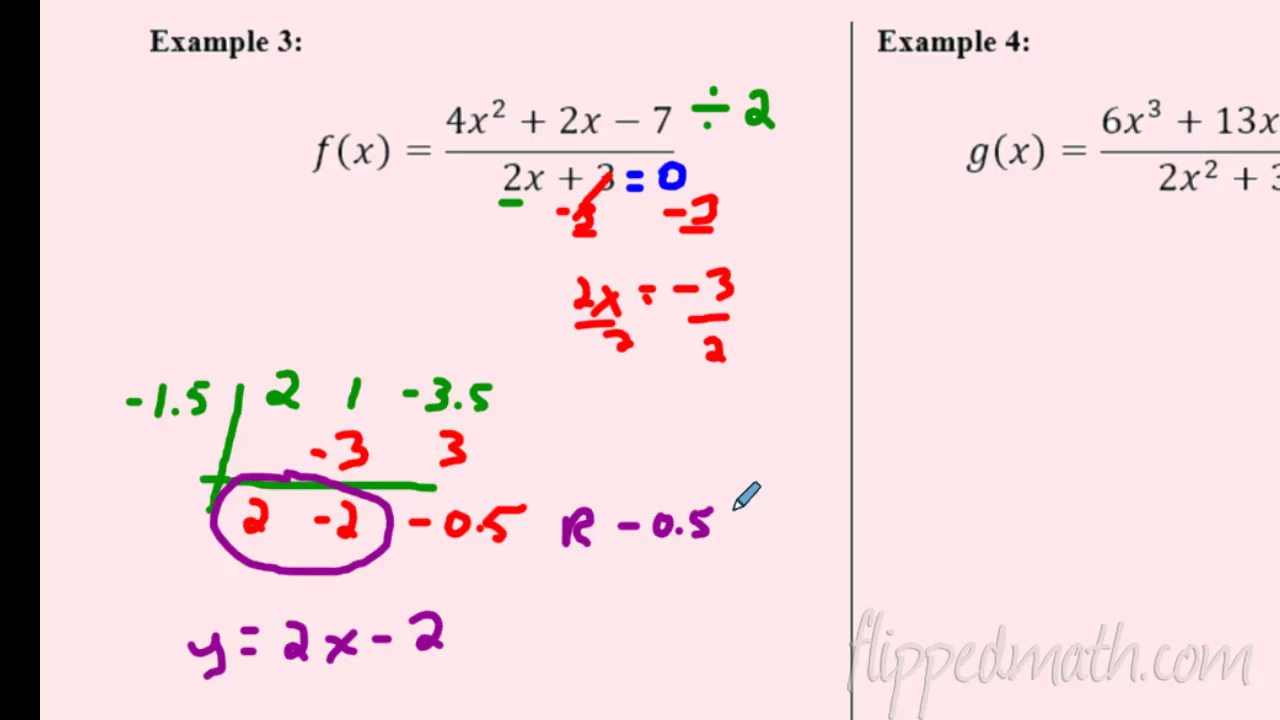 Example 3:
f(x) = (4x² + 2x − 7)/(2x + 3) ÷ 2
= 0
-3 -3
2x = -3
2 2
-1.5 | 2 1 -3.5
-3 3
2 -2 -0.5 R -0.5
y = 2x - 2
Example 4:
g(x) = 6x³ + 13x
2x² + 3
flippedmath.com